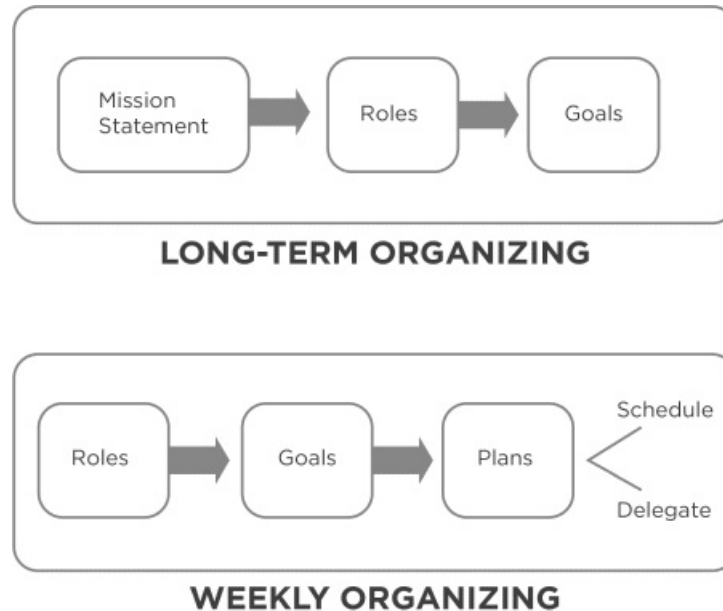 Mission
Statement
Roles
Goals
LONG-TERM ORGANIZING
Roles
Goals
Plans
Schedule
Delegate
WEEKLY ORGANIZING